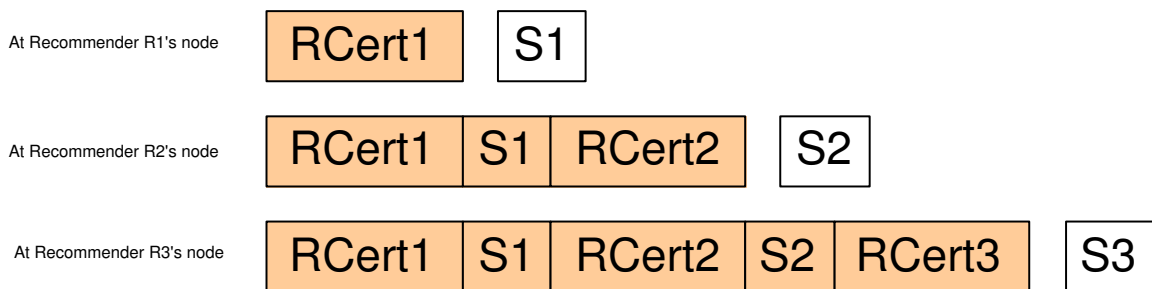 At Recommender R1's node RCert1 S1
At Recommender R2's node RCert1 S1 RCert2 S2
At Recommender R3's node RCert1 S1 RCert2 S2 RCert3 S3